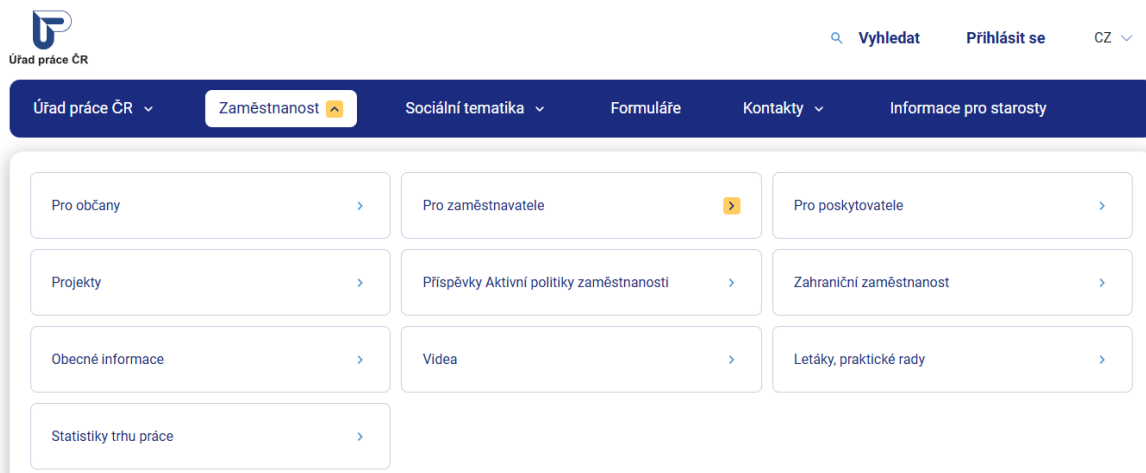 Úřad práce ČR
Vyhledat Přihlásit se CZ
Úřad práce ČR Zaměstnanost Sociální tematika Formuláře Kontakty Informace pro starosty
Pro občany Pro zaměstnavatele Pro poskytovatele
Projekty Příspěvky Aktivní politiky zaměstnanosti Zahraniční zaměstnanost
Obecné informace Videa Letáky, praktické rady
Statistiky trhu práce